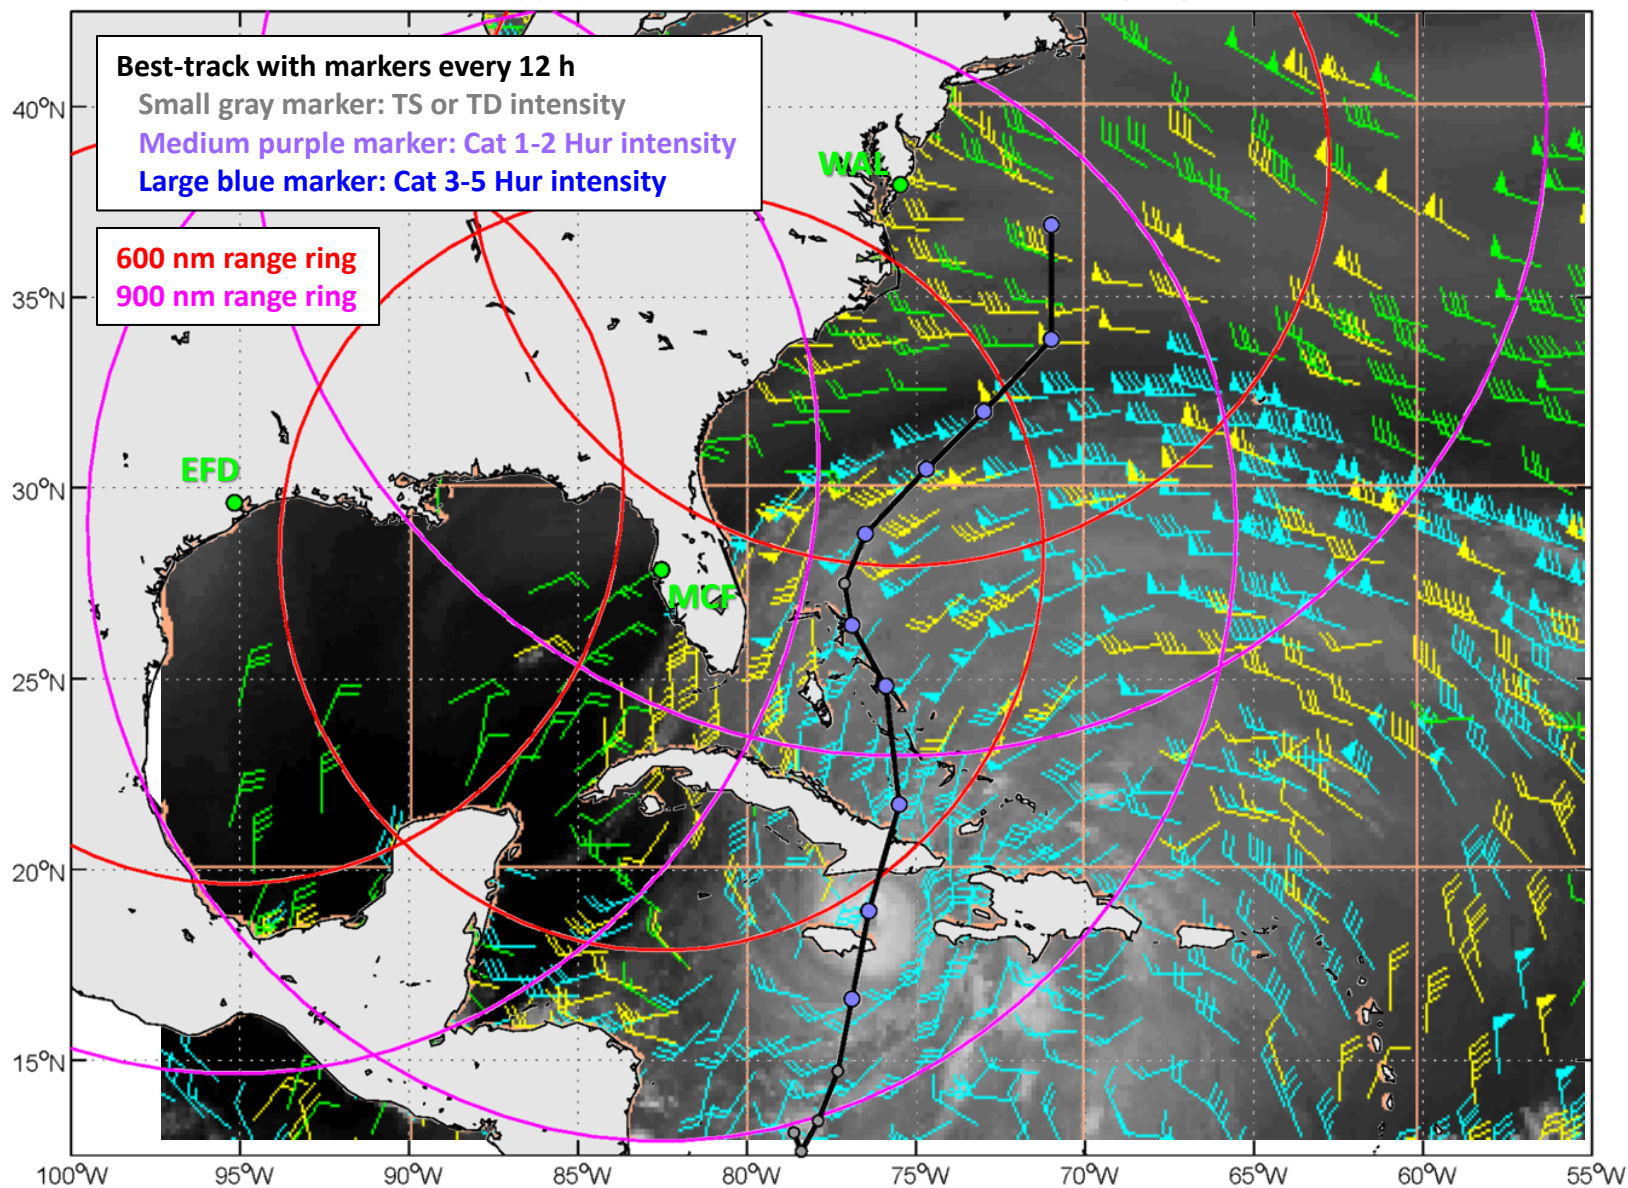 Best-track with markers every 12 h
Small gray marker: TS or TD intensity
Medium purple marker: Cat 1-2 Hur intensity
Large blue marker: Cat 3-5 Hur intensity
600 nm range ring
900 nm range ring
40°N
WAL
35°N
EFD
30°N
MCF
25°N
20°N
15°N
100°W 95°W 90°W 85°W 80°W 75°W 70°W 65°W 60°W 55°W